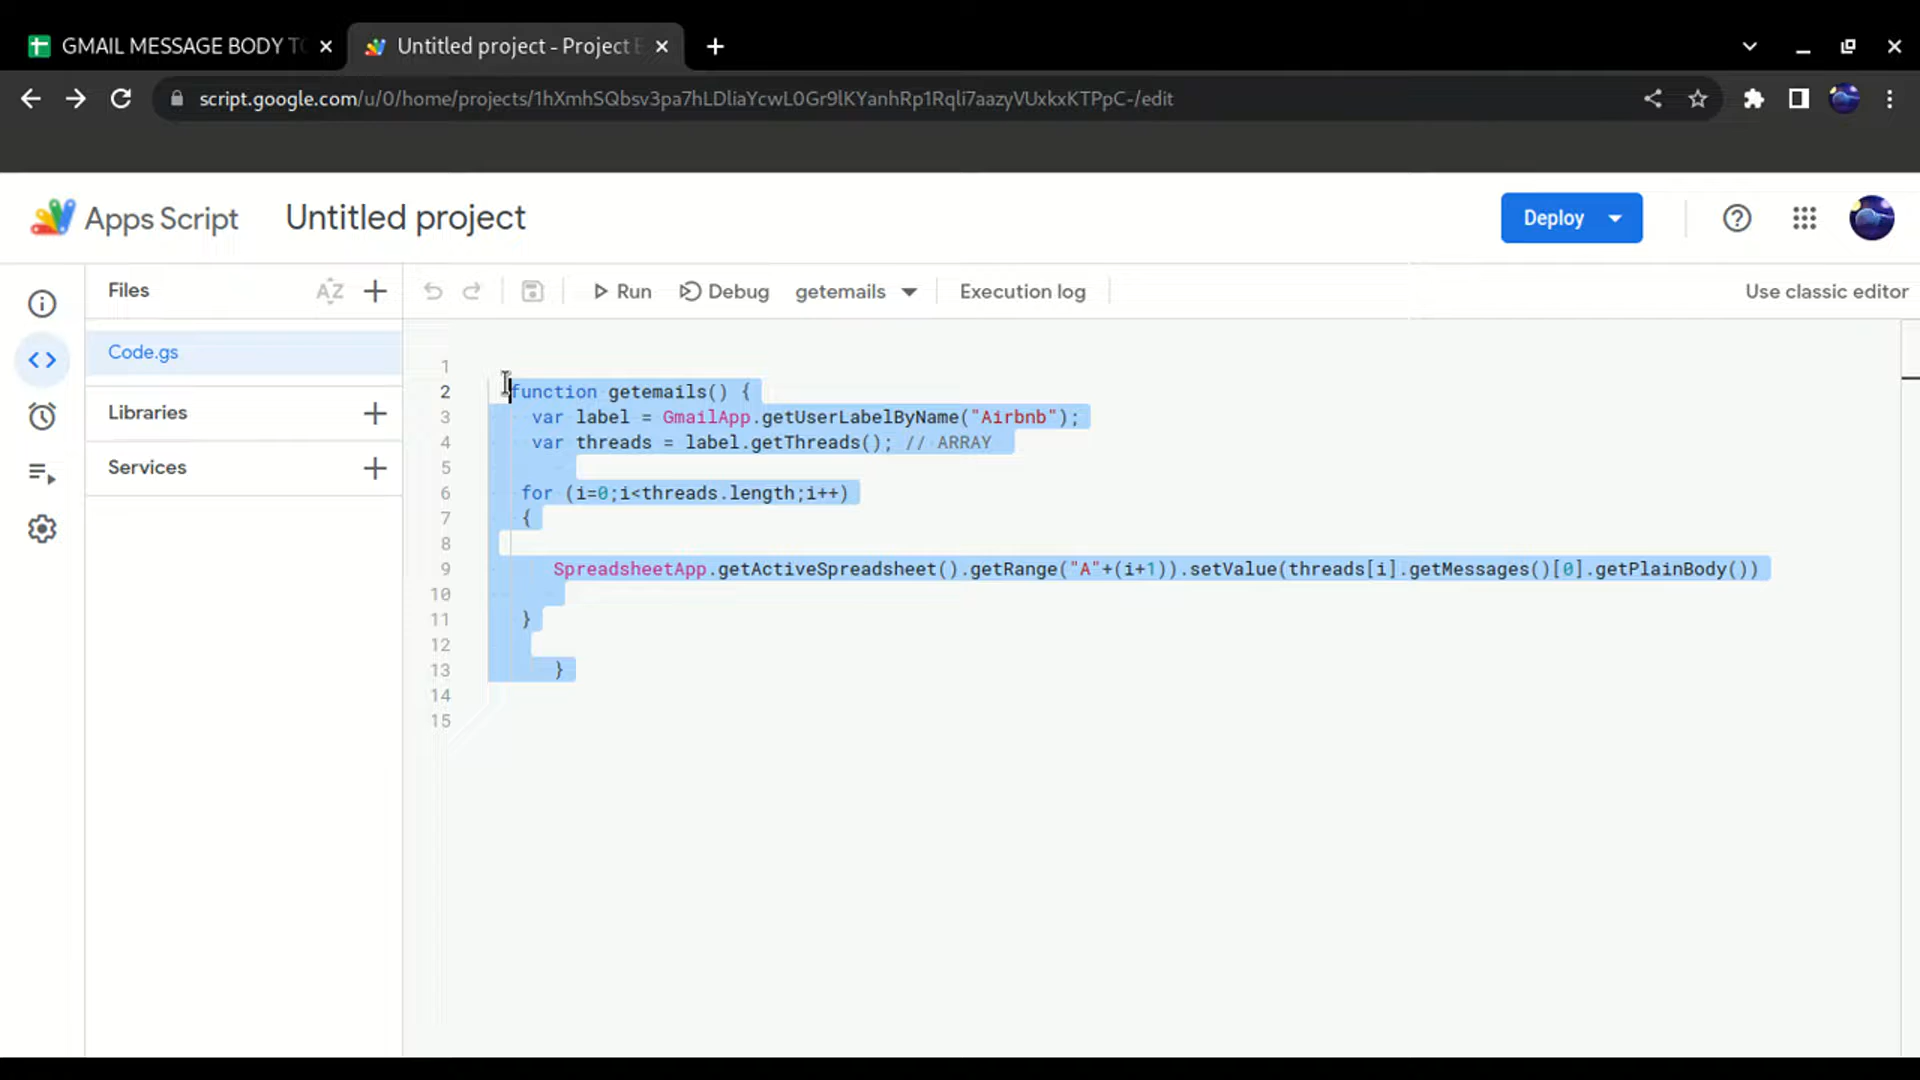 GMAIL MESSAGE BODY TO
Untitled project - Project E
script.google.com/u/0/home/projects/1hXmhSQbsv3pa7hLDliaYcwL0Gr9lKYanhRp1Rqli7aazyVUxkxKTPpC-/edit
Apps Script
Untitled project
Deploy
Files
AZ
Run
Debug
getemails
Execution log
Use classic editor
Code.gs
Libraries
Services
1
2 function getemails() {
3 var label = GmailApp.getUserLabelByName("Airbnb");
4 var threads = label.getThreads(); // ARRAY
5
6 for (i=0;i<threads.length;i++)
7 {
8
9 SpreadsheetApp.getActiveSpreadsheet().getRange("A"+(i+1)).setValue(threads[i].getMessages()[0].getPlainBody())
10
11 }
12
13 }
14
15